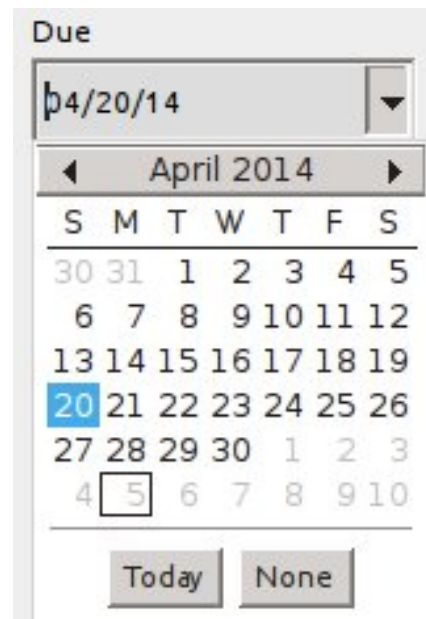 Due
04/20/14
April 2014
S M T W T F S
30 31 1 2 3 4 5
6 7 8 9 10 11 12
13 14 15 16 17 18 19
20 21 22 23 24 25 26
27 28 29 30 1 2 3
4 5 6 7 8 9 10
Today None